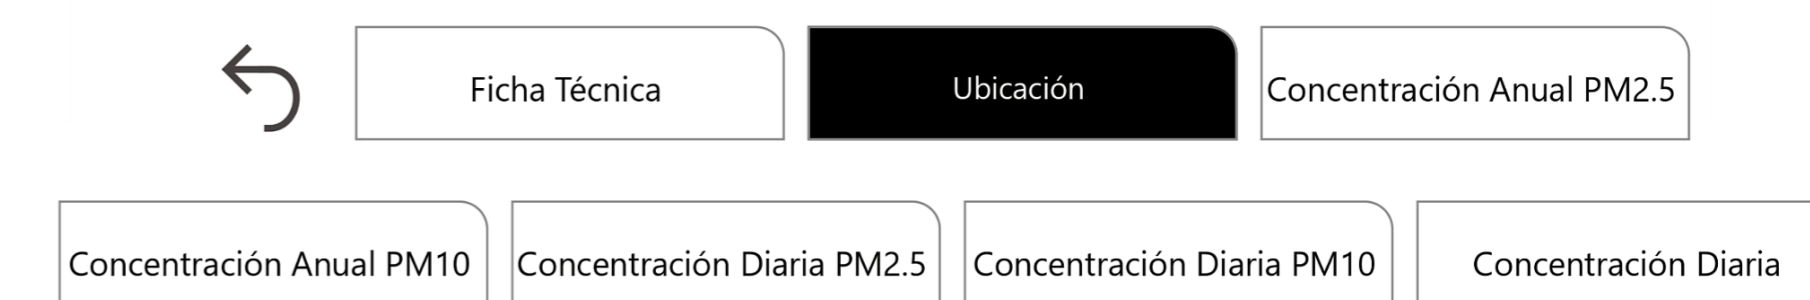 Ficha Técnica
Ubicación
Concentración Anual PM2.5
Concentración Anual PM10
Concentración Diaria PM2.5
Concentración Diaria PM10
Concentración Diaria